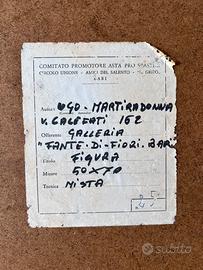 COMITATO PROMOTORE ASTA PRO
CIRCOLO UNIONE - AMICI DEL SALENTO -
BARI
Autore UGO MARTIRADONNA
V. CALEFATI 162
Offerente GALLERIA
"FANTE-DI-FIORI. BARI
Titolo FIGURA
Misure 50X70
Tecnica MISTA
subito